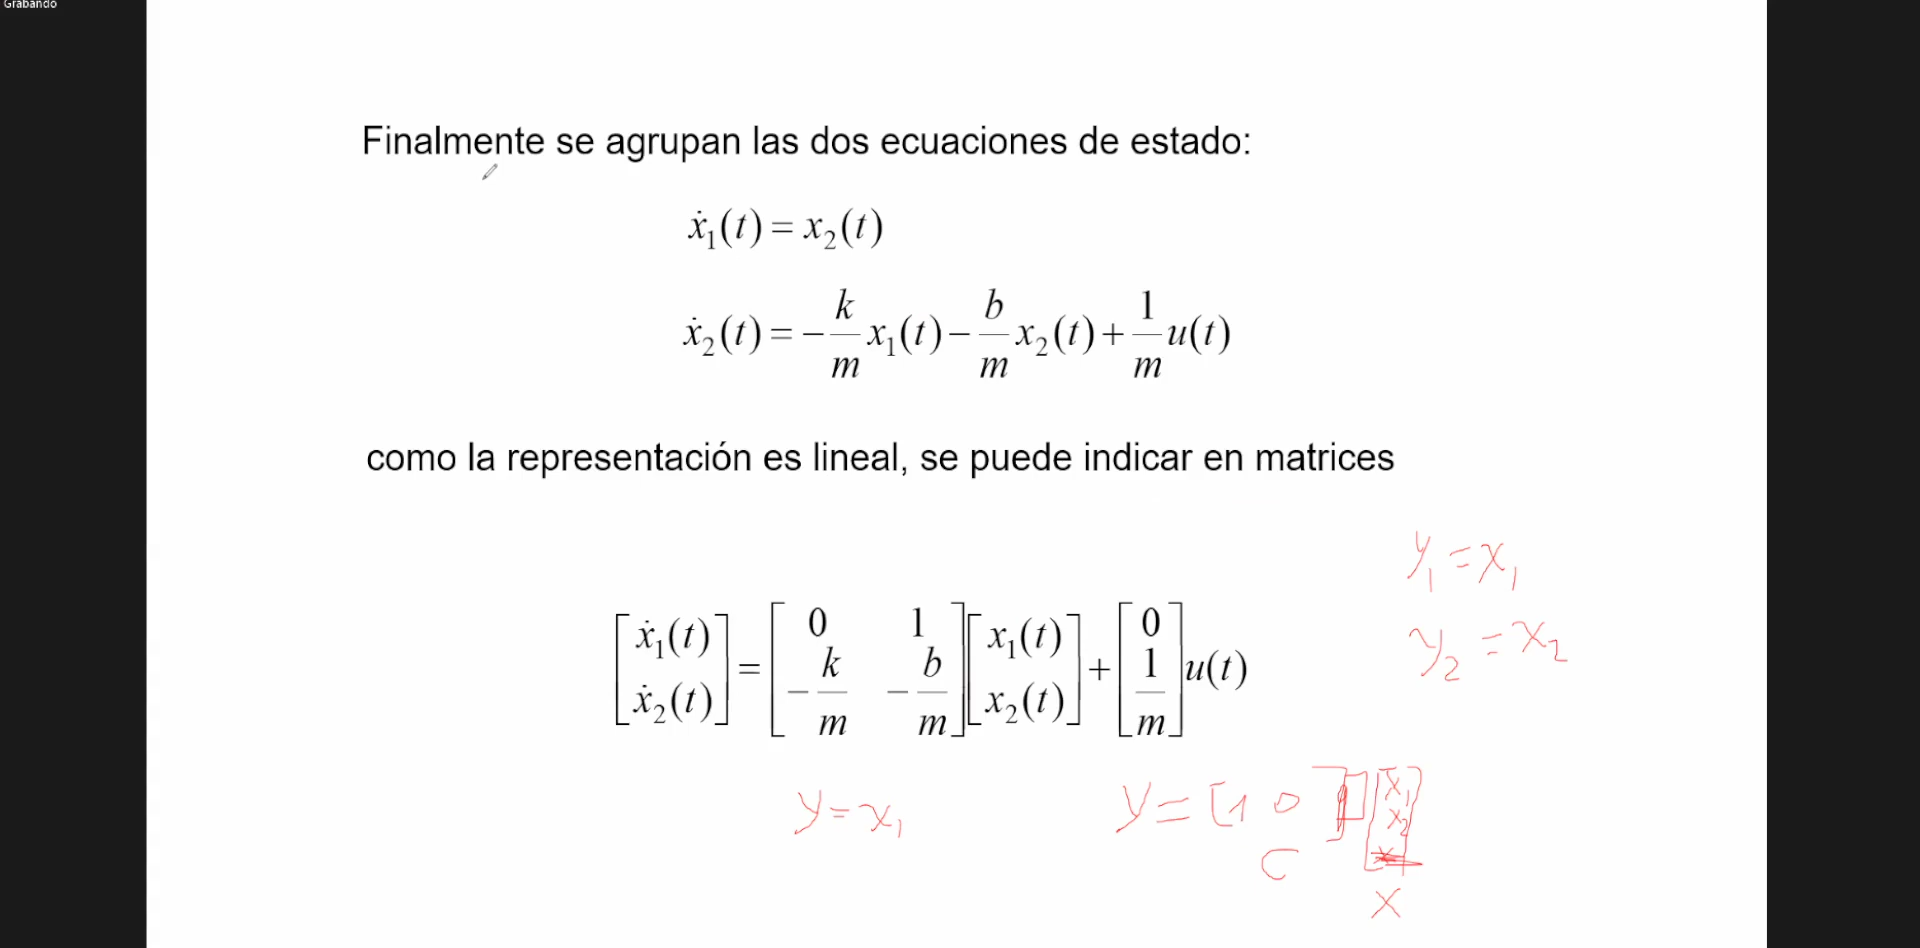 Grabando
Finalmente se agrupan las dos ecuaciones de estado:
ẋ₁(t) = x₂(t)
ẋ₂(t) = −k/m x₁(t) − b/m x₂(t) + 1/m u(t)
como la representación es lineal, se puede indicar en matrices
y₁ = x₁
y₂ = x₂
[ẋ₁(t); ẋ₂(t)] = [0 1; −k/m −b/m] [x₁(t); x₂(t)] + [0; 1/m] u(t)
y = x₁
y = [1 0] [x₁; x₂]
C
x